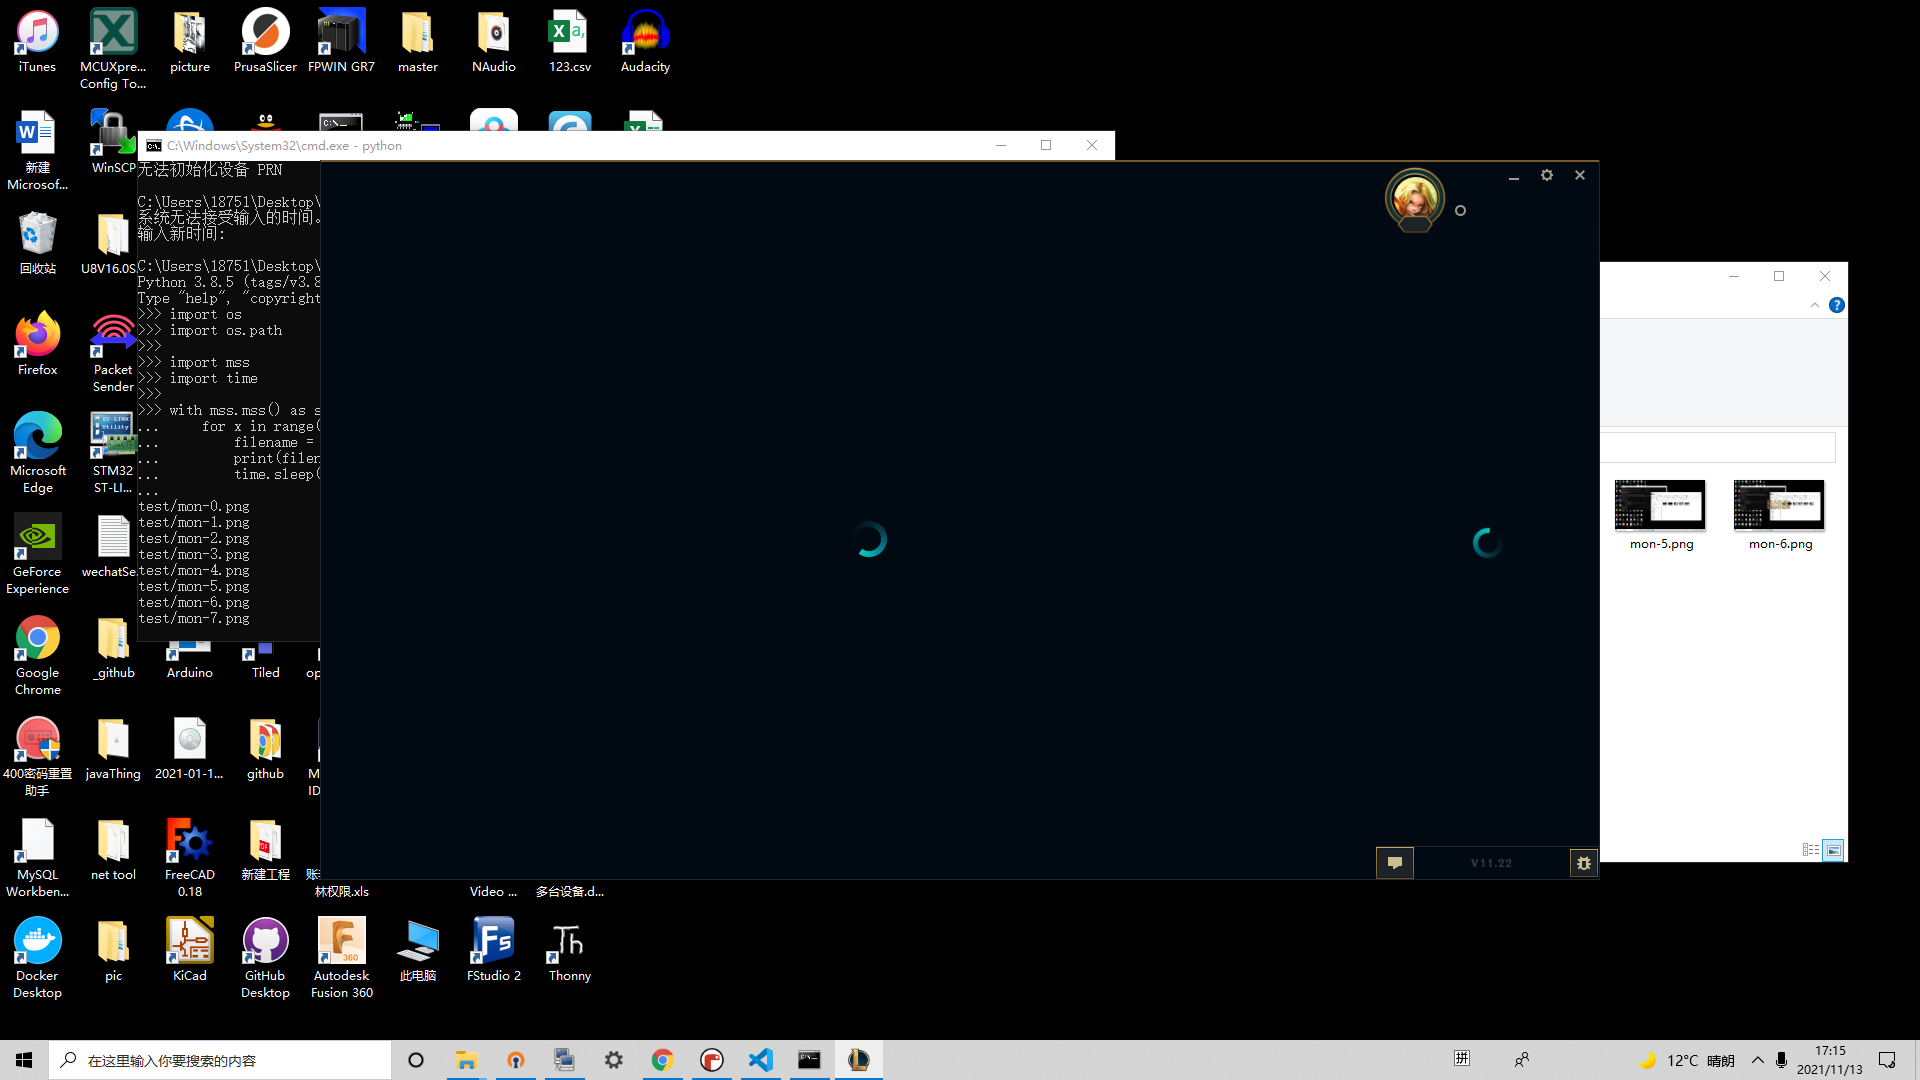 iTunes
MCUXpre...
Config To...
picture
PrusaSlicer
FPWIN GR7
master
NAudio
123.csv
Audacity
新建
Microsof...
WinSCP
回收站
U8V16.0S
Firefox
Packet
Sender
Microsoft
Edge
STM32
ST-LI...
GeForce
Experience
wechatSe
Google
Chrome
_github
Arduino
Tiled
op
400密码重置
助手
javaThing
2021-01-1...
github
M
ID
MySQL
Workben...
net tool
FreeCAD
0.18
新建工程
林权限.xls
Video ...
多台设备.d...
Docker
Desktop
pic
KiCad
GitHub
Desktop
Autodesk
Fusion 360
此电脑
FStudio 2
Thonny
C:\Windows\System32\cmd.exe - python
无法初始化设备 PRN
C:\Users\18751\Desktop\
系统无法接受输入的时间。
输入新时间:
C:\Users\18751\Desktop\
Python 3.8.5 (tags/v3.8
Type "help", "copyright
>>> import os
>>> import os.path
>>>
>>> import mss
>>> import time
>>>
>>> with mss.mss() as s
...     for x in range(
...         filename =
...         print(filen
...         time.sleep(
...
test/mon-0.png
test/mon-1.png
test/mon-2.png
test/mon-3.png
test/mon-4.png
test/mon-5.png
test/mon-6.png
test/mon-7.png
V11.22
mon-5.png
mon-6.png
在这里输入你要搜索的内容
拼
12°C 晴朗
17:15
2021/11/13